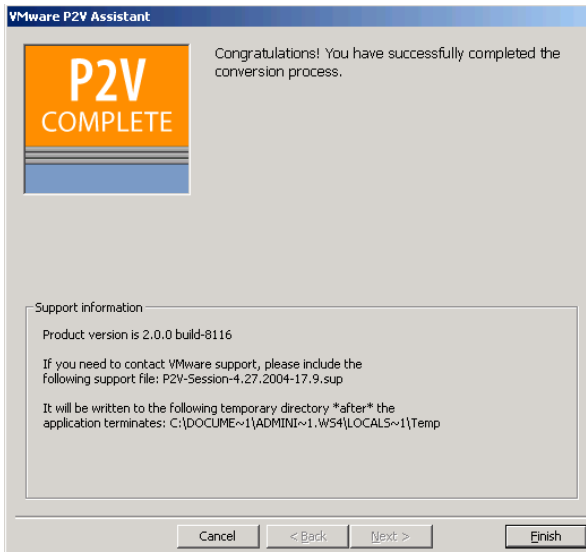 VMware P2V Assistant
P2V
COMPLETE
Congratulations! You have successfully completed the
conversion process.
Support information
Product version is 2.0.0 build-8116
If you need to contact VMware support, please include the
following support file: P2V-Session-4.27.2004-17.9.sup
It will be written to the following temporary directory *after* the
application terminates: C:\DOCUME~1\ADMINI~1.WS4\LOCALS~1\Temp
Cancel
< Back
Next >
Finish